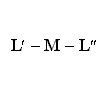 L′ – M – L″